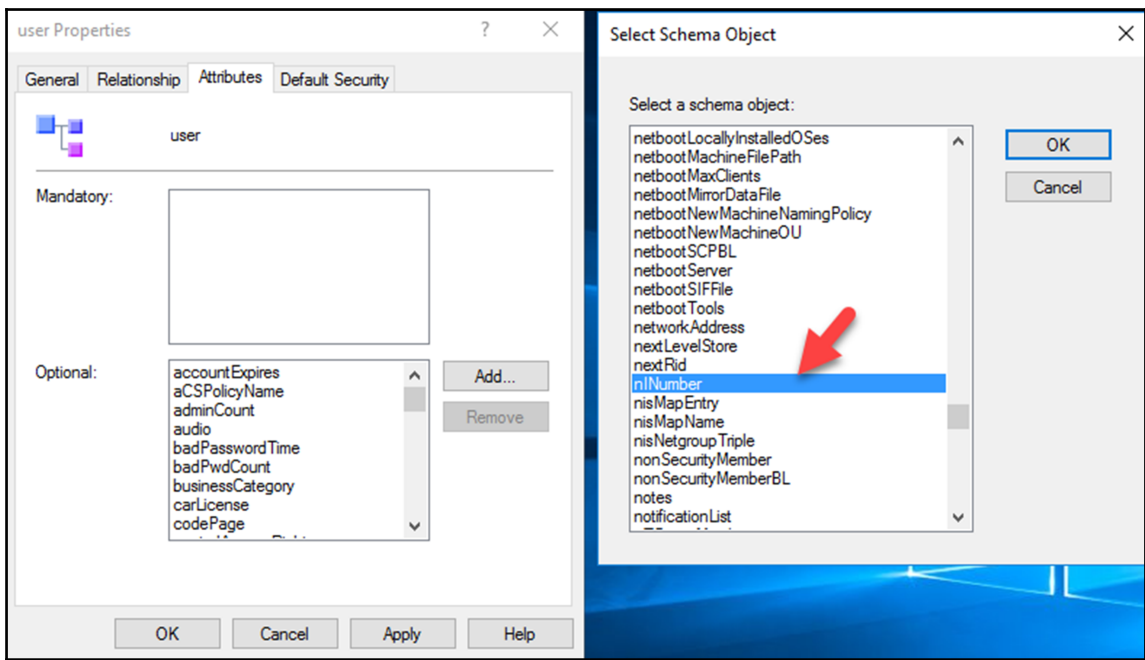 user Properties
General Relationship Attributes Default Security
user
Mandatory:
Optional:
accountExpires
aCSPolicyName
adminCount
audio
badPasswordTime
badPwdCount
businessCategory
carLicense
codePage
Add...
Remove
OK Cancel Apply Help
Select Schema Object
Select a schema object:
netbootLocallyInstalledOSes
netbootMachineFilePath
netbootMaxClients
netbootMirrorDataFile
netbootNewMachineNamingPolicy
netbootNewMachineOU
netbootSCPBL
netbootServer
netbootSIFFile
netbootTools
networkAddress
nextLevelStore
nextRid
nINumber
nisMapEntry
nisMapName
nisNetgroupTriple
nonSecurityMember
nonSecurityMemberBL
notes
notificationList
OK
Cancel